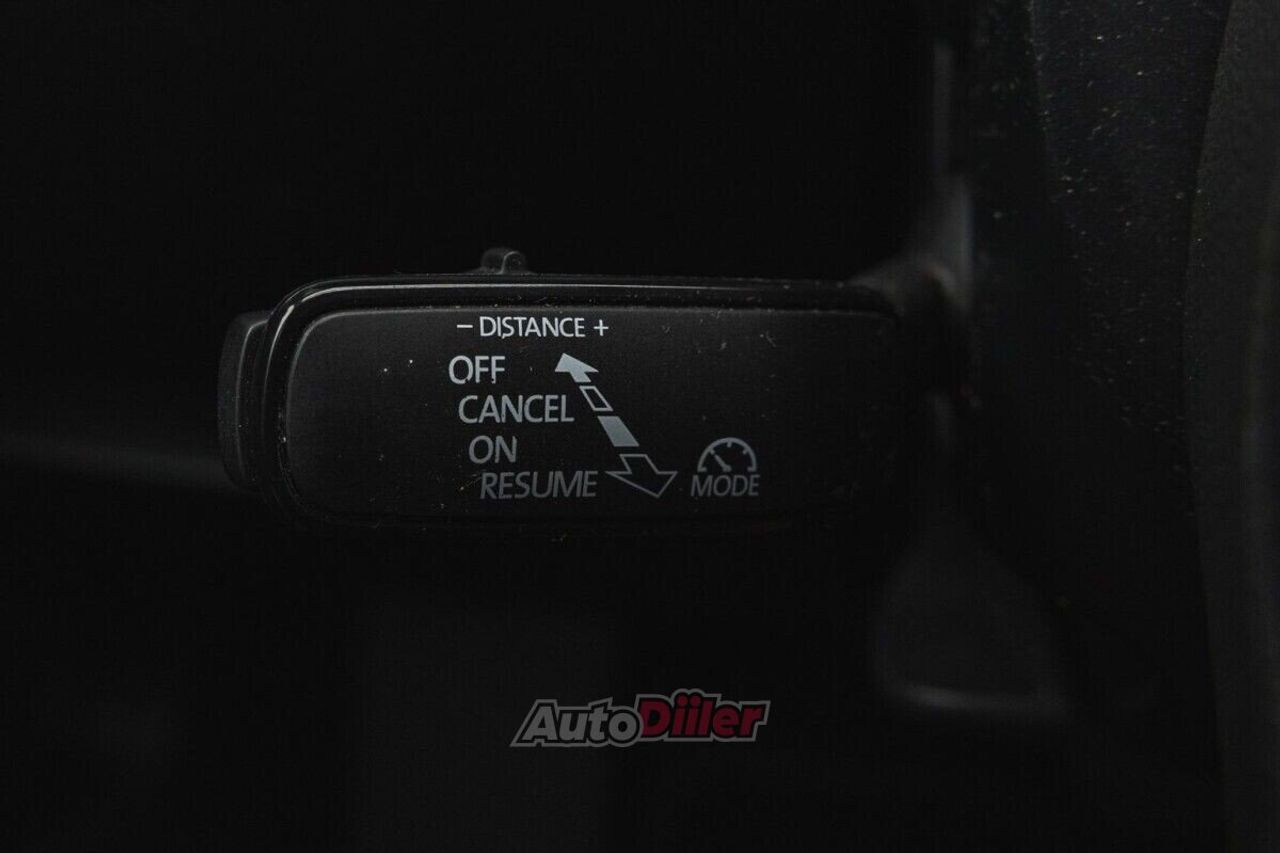 − DISTANCE +
OFF
CANCEL
ON
RESUME
MODE
AutoDiiler